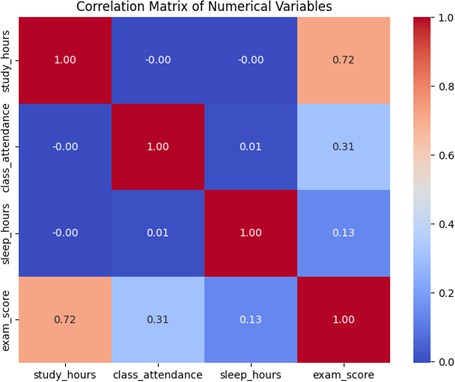 Correlation Matrix of Numerical Variables
study_hours
1.00 -0.00 -0.00 0.72
class_attendance
-0.00 1.00 0.01 0.31
sleep_hours
-0.00 0.01 1.00 0.13
exam_score
0.72 0.31 0.13 1.00
study_hours class_attendance sleep_hours exam_score
1.0
0.8
0.6
0.4
0.2
0.0